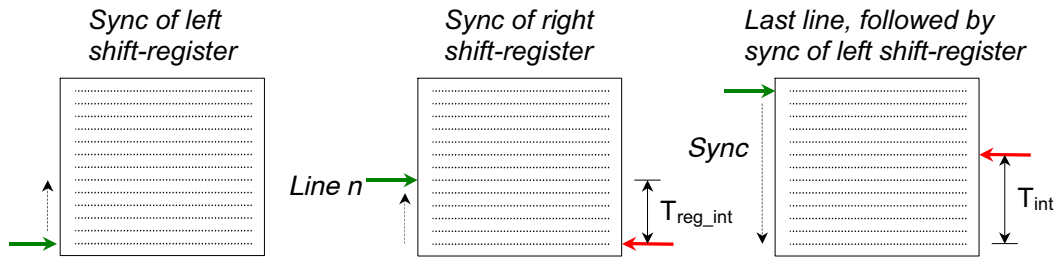 Sync of left
shift-register
Sync of right
shift-register
Last line, followed by
sync of left shift-register
Line n
T_reg_int
Sync
T_int